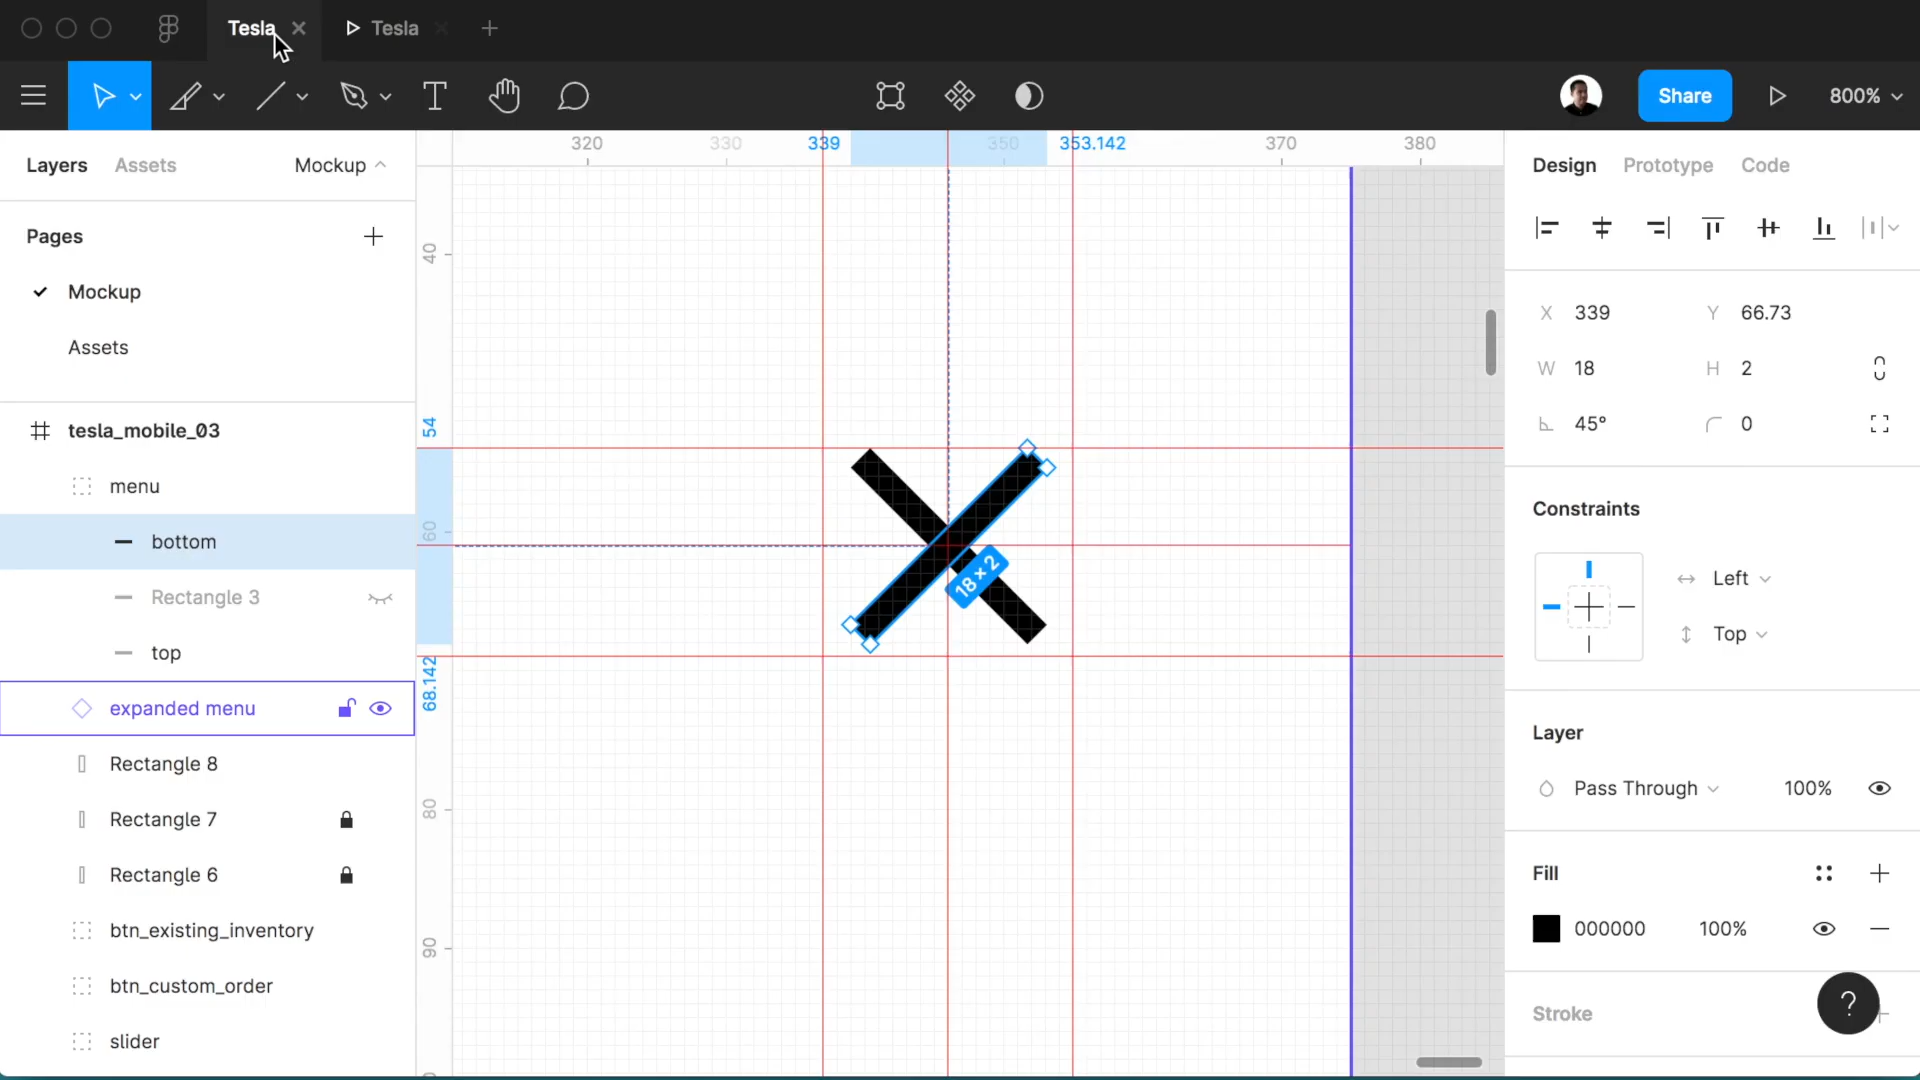 Tesla
Tesla
Share
800%
Layers
Assets
Mockup
Pages
Mockup
Assets
tesla_mobile_03
menu
bottom
Rectangle 3
top
expanded menu
Rectangle 8
Rectangle 7
Rectangle 6
btn_existing_inventory
btn_custom_order
slider
320
330
339
350
353.142
370
380
40
54
60
68.142
80
90
18 × 2
Design
Prototype
Code
X 339
Y 66.73
W 18
H 2
45°
0
Constraints
Left
Top
Layer
Pass Through
100%
Fill
000000
100%
Stroke
?